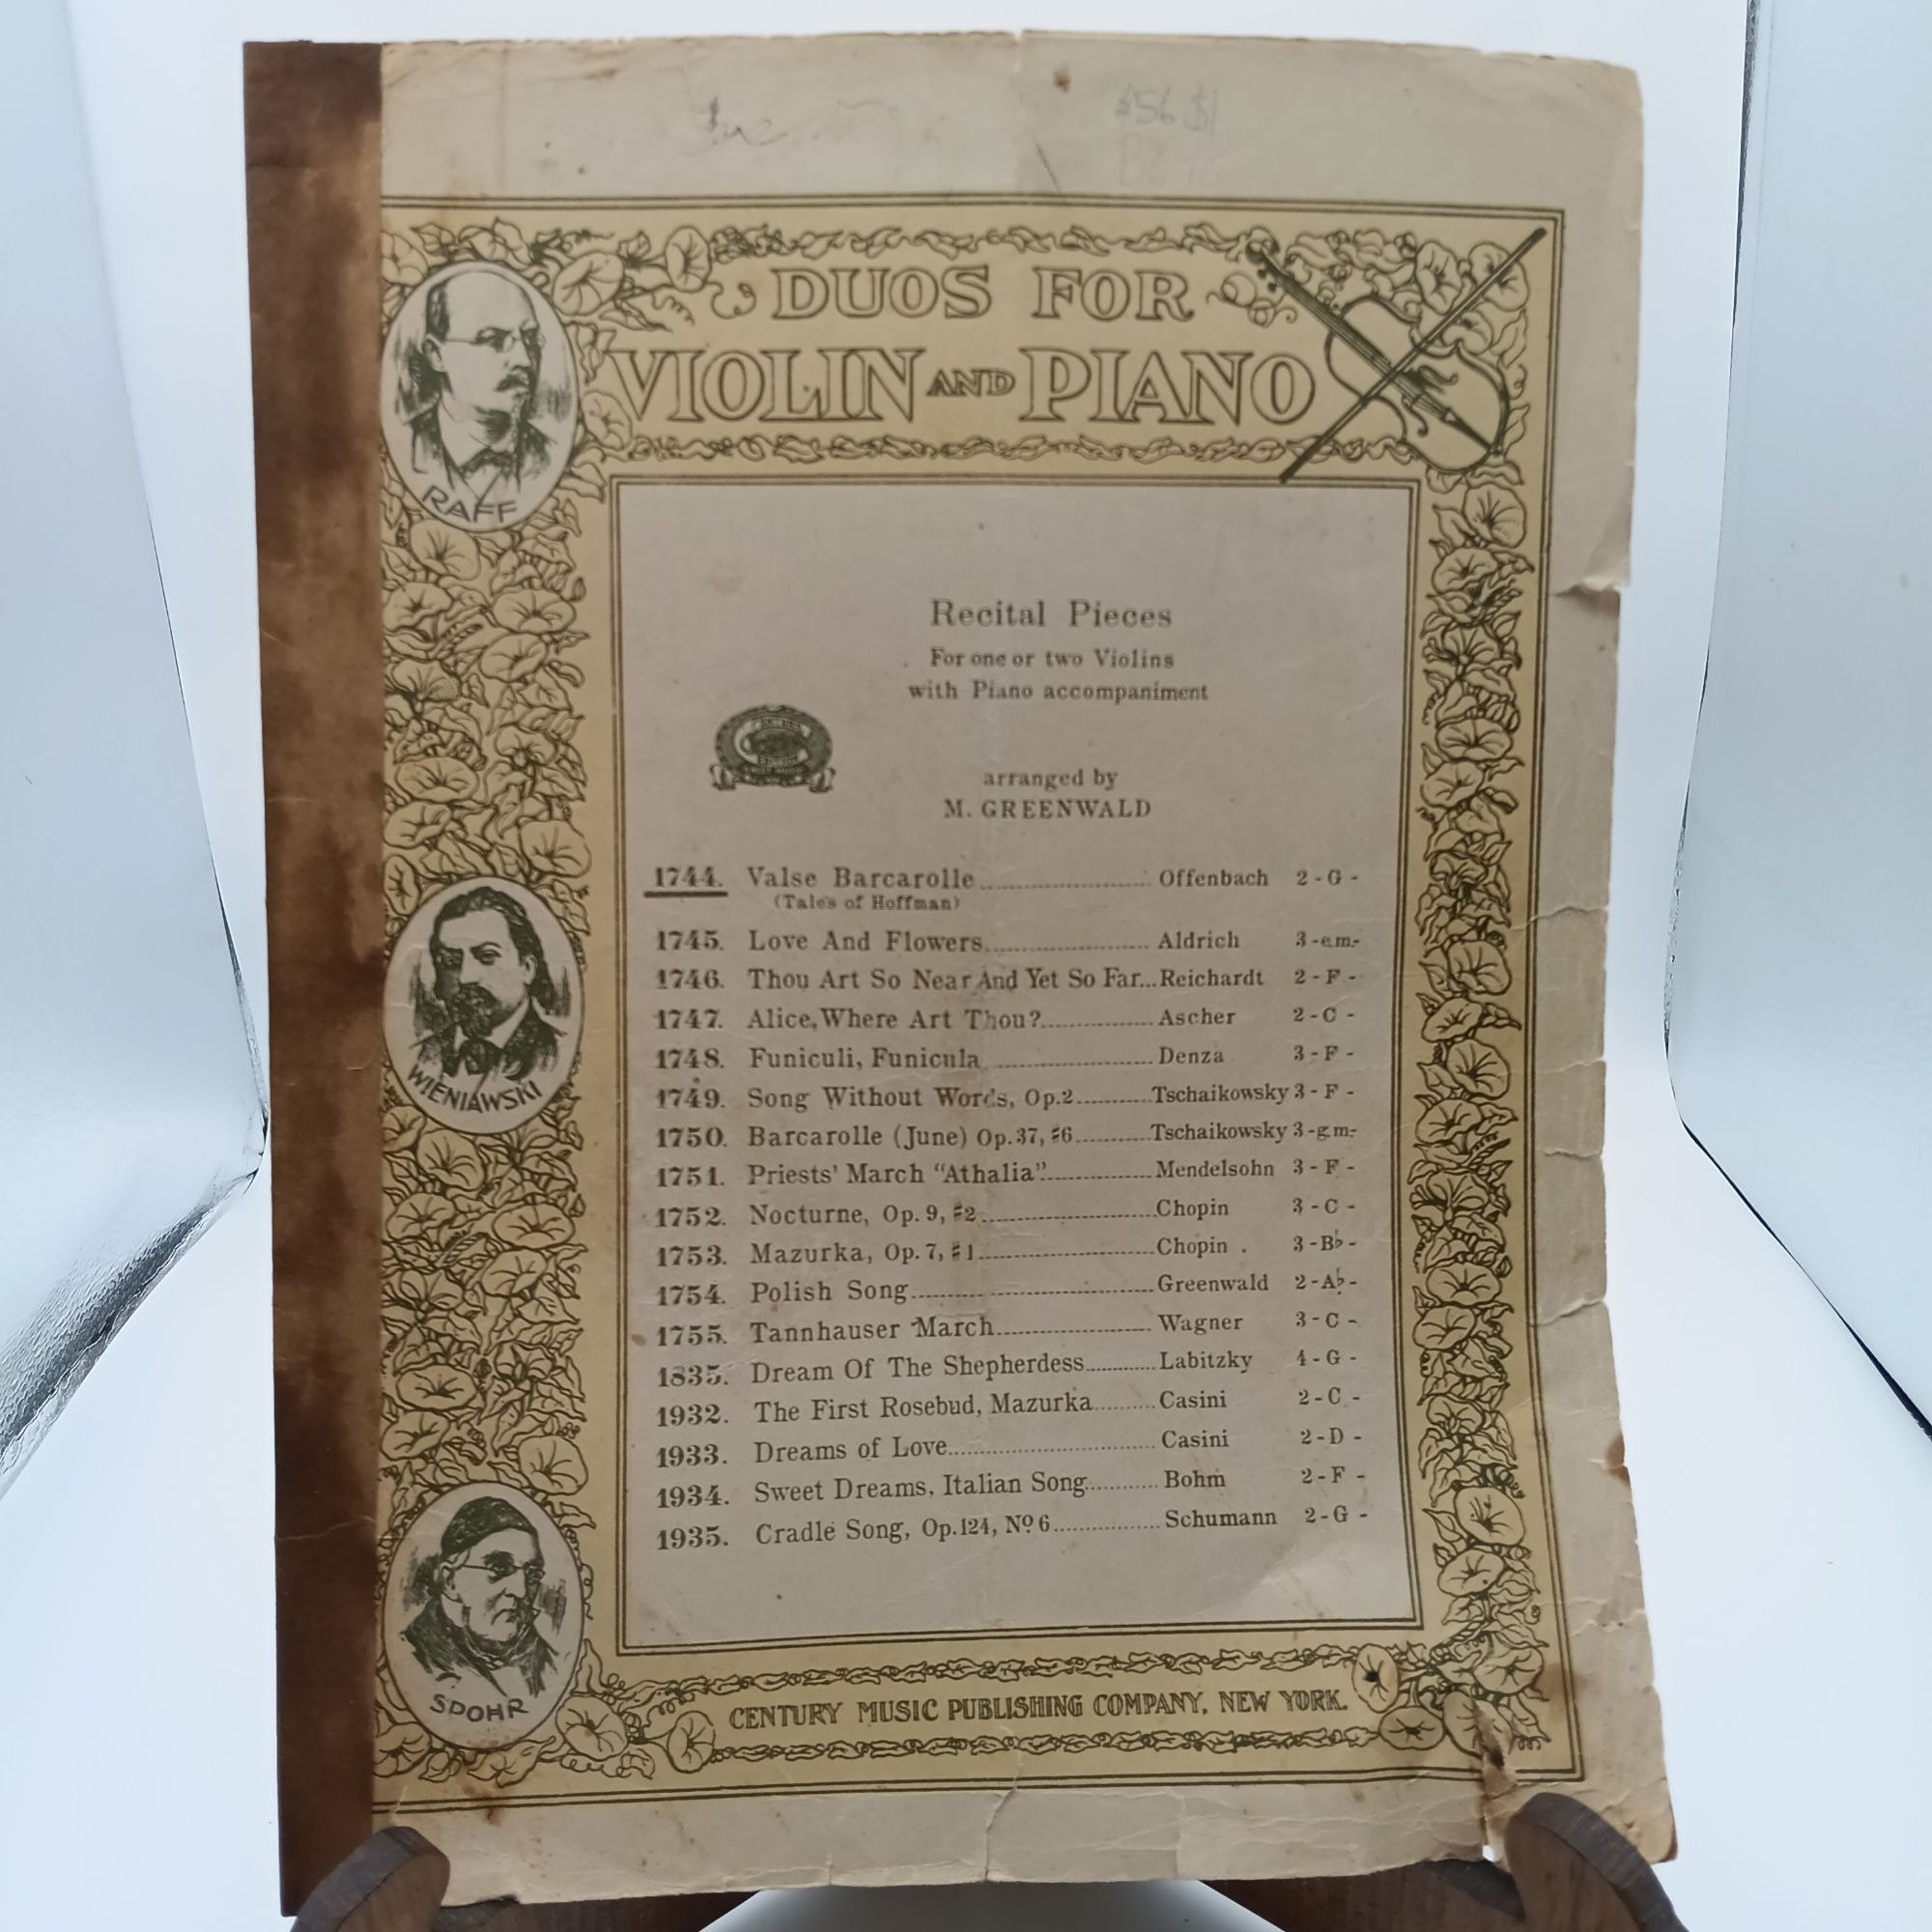 $1
DUOS FOR
VIOLIN AND PIANO
RAFF
Recital Pieces
For one or two Violins
with Piano accompaniment
arranged by
M. GREENWALD
1744. Valse Barcarolle Offenbach 2 - G -
(Tales of Hoffman)
1745. Love And Flowers Aldrich 3 - e.m. -
1746. Thou Art So Near And Yet So Far... Reichardt 2 - F -
1747. Alice, Where Art Thou? Ascher 2 - C -
1748. Funiculi, Funicula Denza 3 - F -
1749. Song Without Words, Op.2 Tschaikowsky 3 - F -
1750. Barcarolle (June) Op. 37, #6 Tschaikowsky 3 - g.m. -
1751. Priests' March "Athalia" Mendelsohn 3 - F -
1752. Nocturne, Op. 9, #2 Chopin 3 - C -
1753. Mazurka, Op. 7, #1 Chopin 3 - B♭ -
1754. Polish Song Greenwald 2 - A♭ -
1755. Tannhauser March Wagner 3 - C -
1835. Dream Of The Shepherdess Labitzky 4 - G -
1932. The First Rosebud, Mazurka Casini 2 - C -
1933. Dreams of Love Casini 2 - D -
1934. Sweet Dreams, Italian Song Bohm 2 - F -
1935. Cradle Song, Op. 124, No 6 Schumann 2 - G -
WIENIAWSKI
SPOHR
CENTURY MUSIC PUBLISHING COMPANY, NEW YORK.